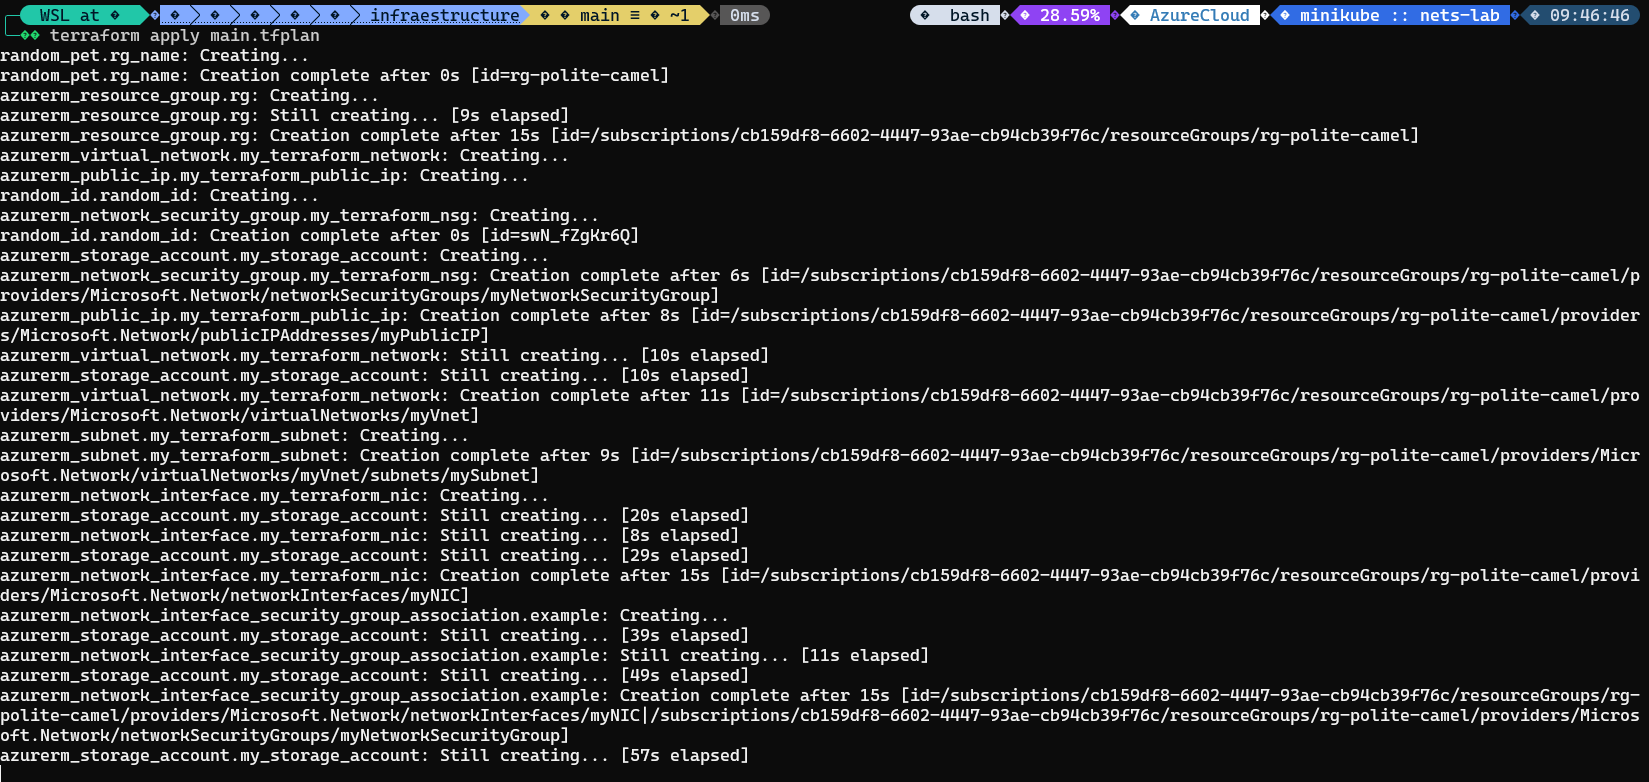 WSL at infraestructure main ≡ ~1 0ms bash 28.59% AzureCloud minikube :: nets-lab 09:46:46
terraform apply main.tfplan
random_pet.rg_name: Creating...
random_pet.rg_name: Creation complete after 0s [id=rg-polite-camel]
azurerm_resource_group.rg: Creating...
azurerm_resource_group.rg: Still creating... [9s elapsed]
azurerm_resource_group.rg: Creation complete after 15s [id=/subscriptions/cb159df8-6602-4447-93ae-cb94cb39f76c/resourceGroups/rg-polite-camel]
azurerm_virtual_network.my_terraform_network: Creating...
azurerm_public_ip.my_terraform_public_ip: Creating...
random_id.random_id: Creating...
azurerm_network_security_group.my_terraform_nsg: Creating...
random_id.random_id: Creation complete after 0s [id=swN_fZgKr6Q]
azurerm_storage_account.my_storage_account: Creating...
azurerm_network_security_group.my_terraform_nsg: Creation complete after 6s [id=/subscriptions/cb159df8-6602-4447-93ae-cb94cb39f76c/resourceGroups/rg-polite-camel/p
roviders/Microsoft.Network/networkSecurityGroups/myNetworkSecurityGroup]
azurerm_public_ip.my_terraform_public_ip: Creation complete after 8s [id=/subscriptions/cb159df8-6602-4447-93ae-cb94cb39f76c/resourceGroups/rg-polite-camel/provider
s/Microsoft.Network/publicIPAddresses/myPublicIP]
azurerm_virtual_network.my_terraform_network: Still creating... [10s elapsed]
azurerm_storage_account.my_storage_account: Still creating... [10s elapsed]
azurerm_virtual_network.my_terraform_network: Creation complete after 11s [id=/subscriptions/cb159df8-6602-4447-93ae-cb94cb39f76c/resourceGroups/rg-polite-camel/pro
viders/Microsoft.Network/virtualNetworks/myVnet]
azurerm_subnet.my_terraform_subnet: Creating...
azurerm_subnet.my_terraform_subnet: Creation complete after 9s [id=/subscriptions/cb159df8-6602-4447-93ae-cb94cb39f76c/resourceGroups/rg-polite-camel/providers/Micr
osoft.Network/virtualNetworks/myVnet/subnets/mySubnet]
azurerm_network_interface.my_terraform_nic: Creating...
azurerm_storage_account.my_storage_account: Still creating... [20s elapsed]
azurerm_network_interface.my_terraform_nic: Still creating... [8s elapsed]
azurerm_storage_account.my_storage_account: Still creating... [29s elapsed]
azurerm_network_interface.my_terraform_nic: Creation complete after 15s [id=/subscriptions/cb159df8-6602-4447-93ae-cb94cb39f76c/resourceGroups/rg-polite-camel/provi
ders/Microsoft.Network/networkInterfaces/myNIC]
azurerm_network_interface_security_group_association.example: Creating...
azurerm_storage_account.my_storage_account: Still creating... [39s elapsed]
azurerm_network_interface_security_group_association.example: Still creating... [11s elapsed]
azurerm_storage_account.my_storage_account: Still creating... [49s elapsed]
azurerm_network_interface_security_group_association.example: Creation complete after 15s [id=/subscriptions/cb159df8-6602-4447-93ae-cb94cb39f76c/resourceGroups/rg-
polite-camel/providers/Microsoft.Network/networkInterfaces/myNIC|/subscriptions/cb159df8-6602-4447-93ae-cb94cb39f76c/resourceGroups/rg-polite-camel/providers/Micros
oft.Network/networkSecurityGroups/myNetworkSecurityGroup]
azurerm_storage_account.my_storage_account: Still creating... [57s elapsed]